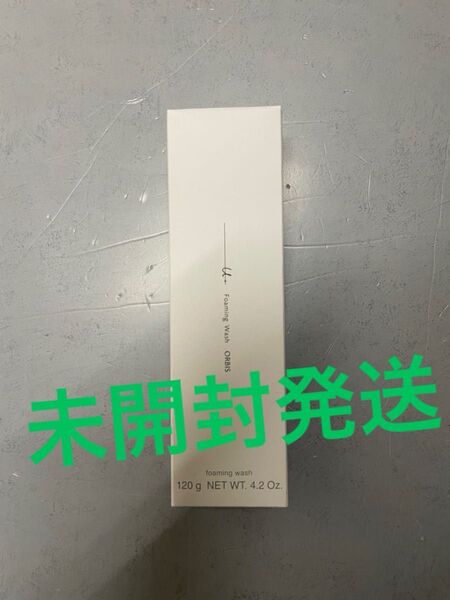 u.
Foaming Wash ORBIS
未開封発送
foaming wash
120 g NET WT. 4.2 Oz.